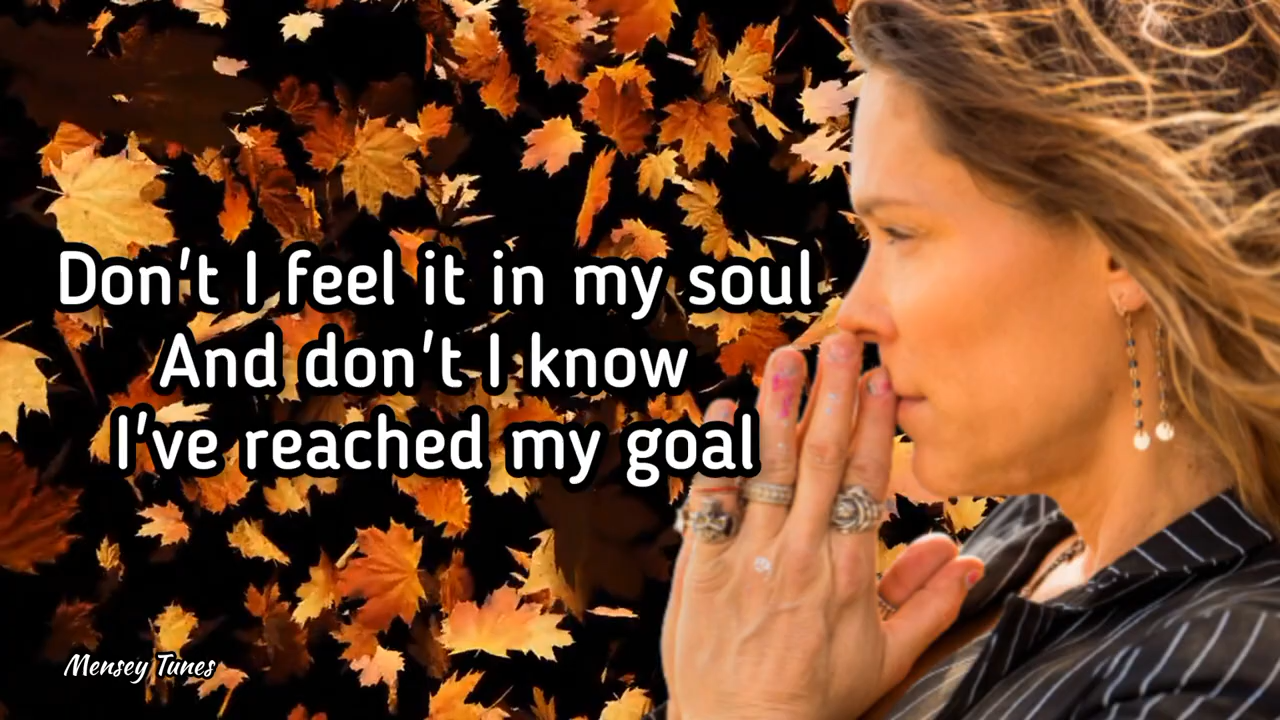 Don't I feel it in my soul
And don't I know
I've reached my goal
Mensey Tunes